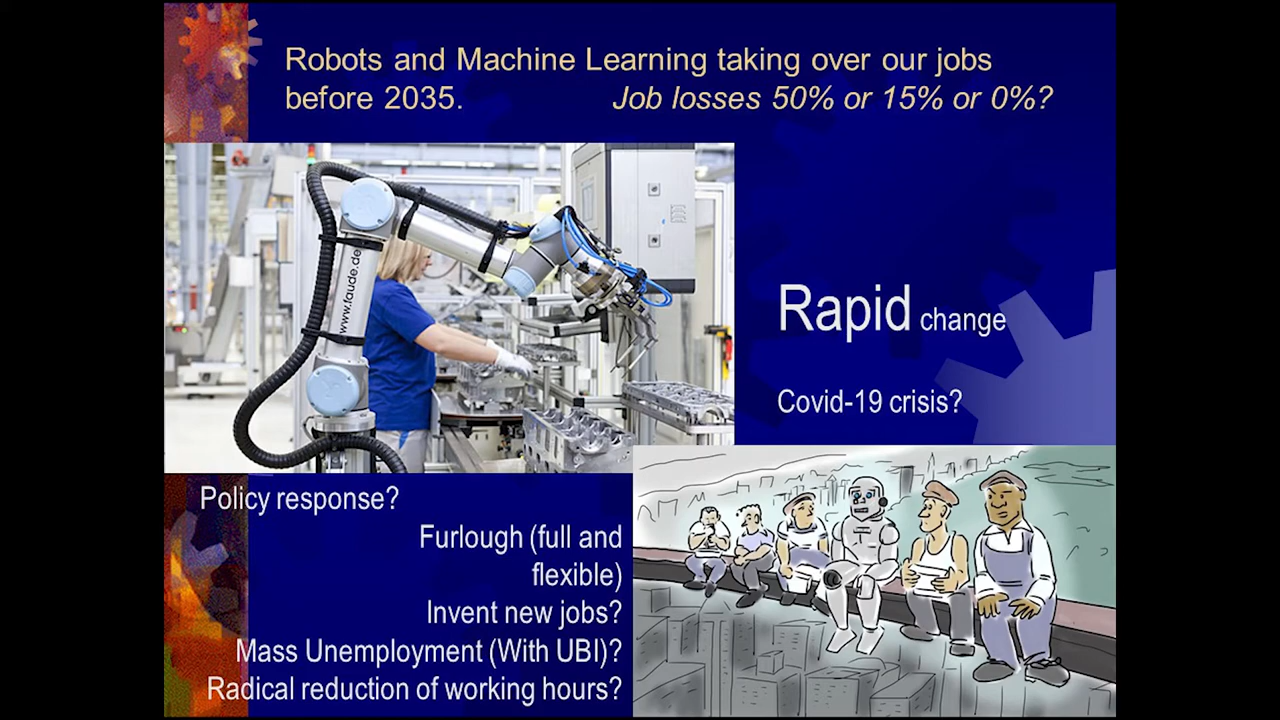 Robots and Machine Learning taking over our jobs
before 2035. Job losses 50% or 15% or 0%?
www.faude.de
Rapid change
Covid-19 crisis?
Policy response?
Furlough (full and
flexible)
Invent new jobs?
Mass Unemployment (With UBI)?
Radical reduction of working hours?